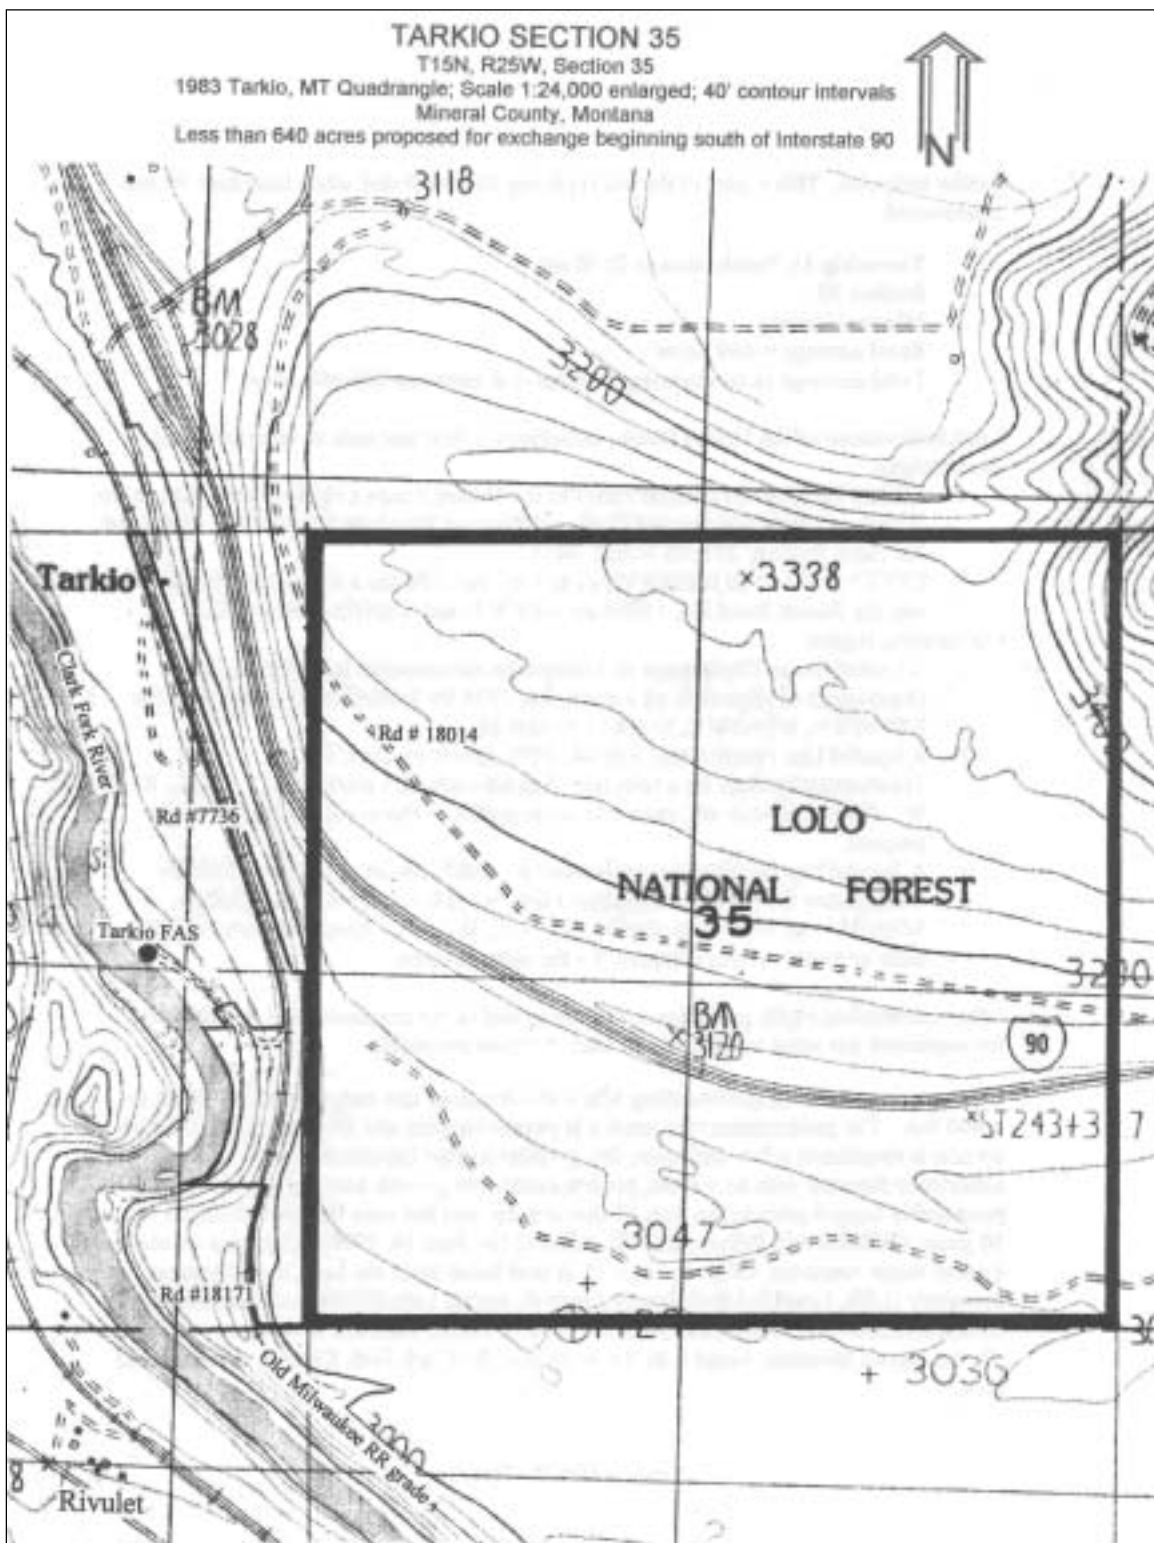 TARKIO SECTION 35
T15N, R25W, Section 35
1983 Tarkio, MT Quadrangle; Scale 1:24,000 enlarged; 40' contour intervals
Mineral County, Montana
Less than 640 acres proposed for exchange beginning south of Interstate 90
N
3118
BM
3028
3200
Tarkio
×3338
Clark Fork River
3400
Rd # 18014
Rd #7736
LOLO
NATIONAL FOREST
35
Tarkio FAS
3200
BM
×3120
90
3047
Rd #18171
3036
Old Milwaukee RR grade
3000
Rivulet